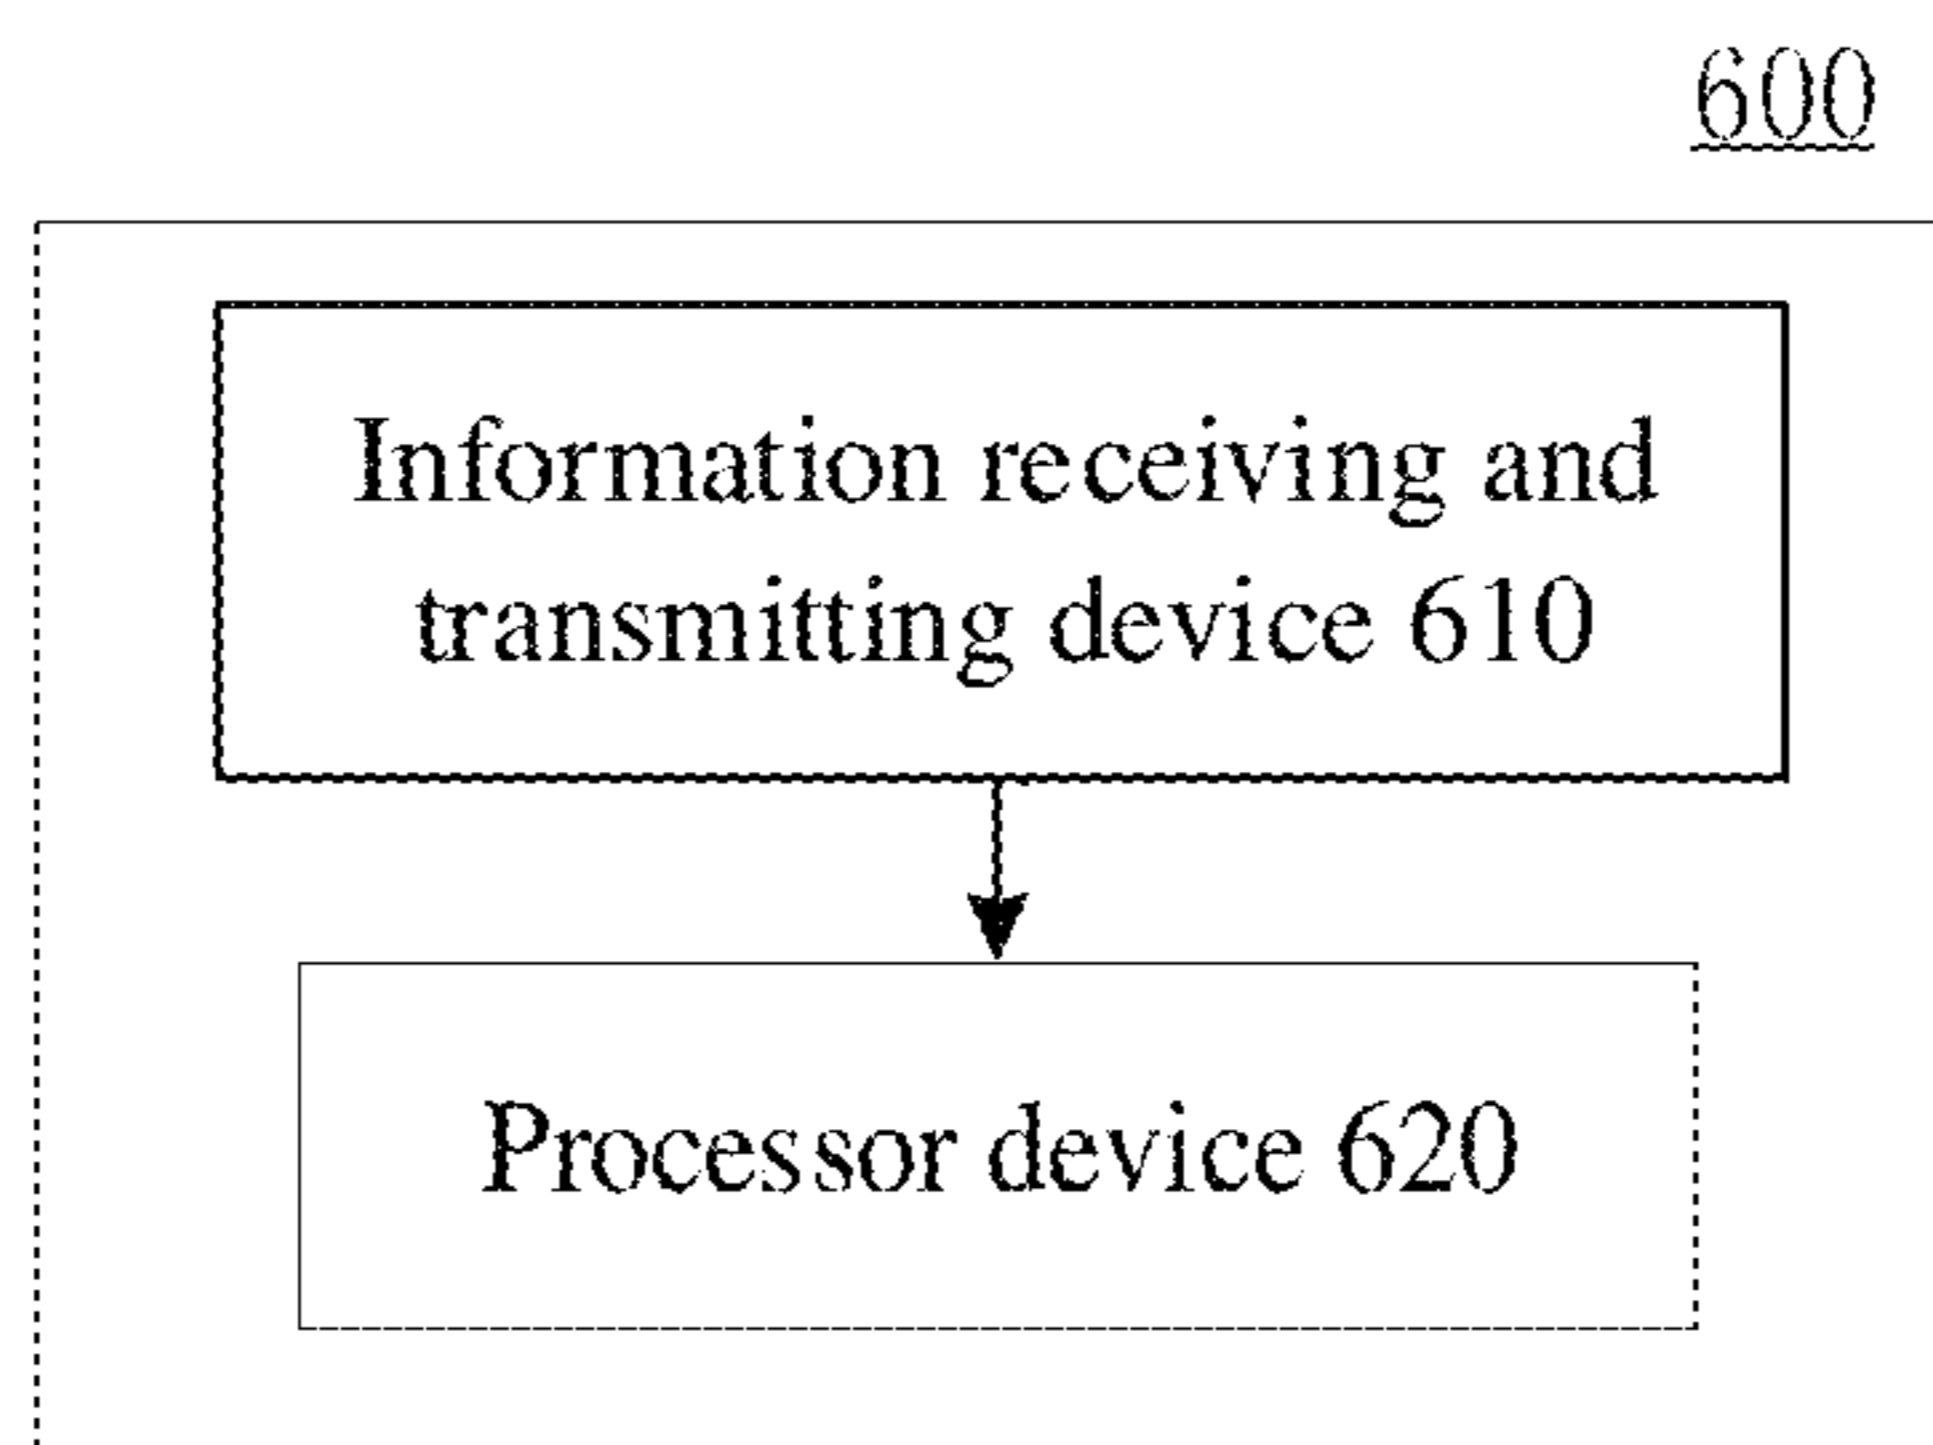 600
Information receiving and
transmitting device 610
Processor device 620